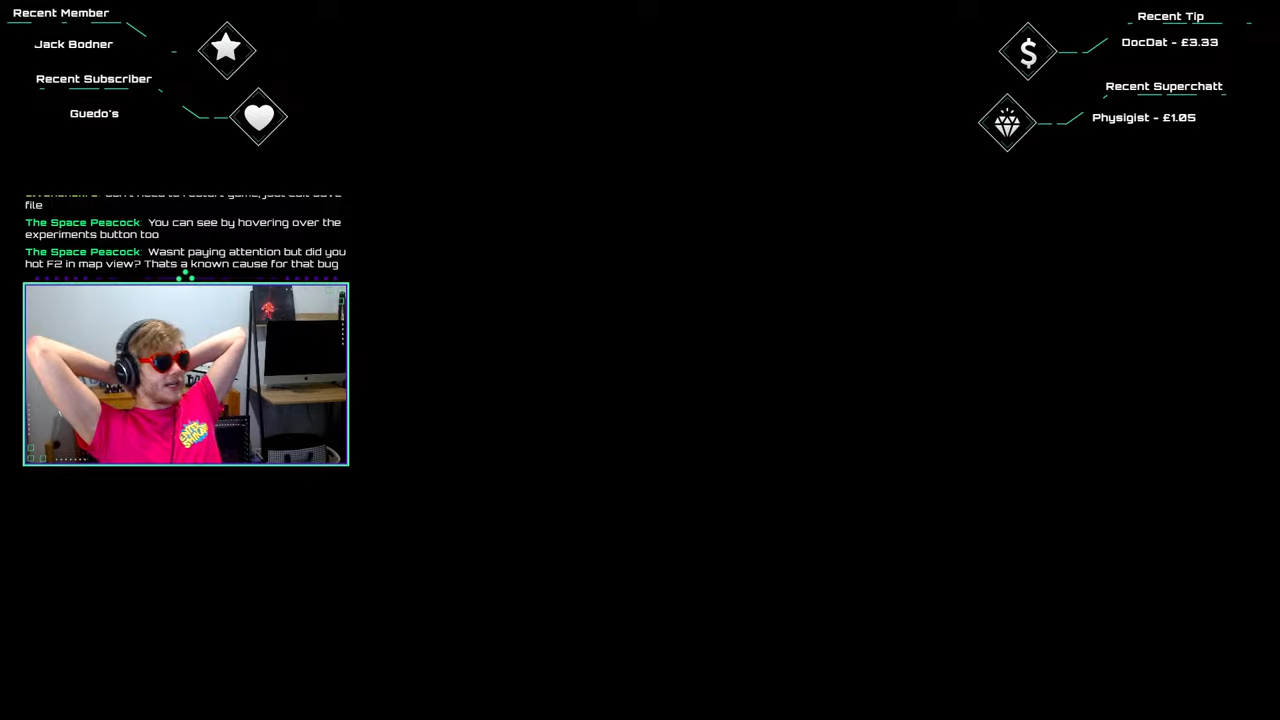 Recent Member
Jack Bodner
Recent Subscriber
Guedo's
Recent Tip
DocDat - £3.33
Recent Superchatt
Physigist - £1.05
file
The Space Peacock: You can see by hovering over the
experiments button too
The Space Peacock: Wasnt paying attention but did you
hot F2 in map view? Thats a known cause for that bug